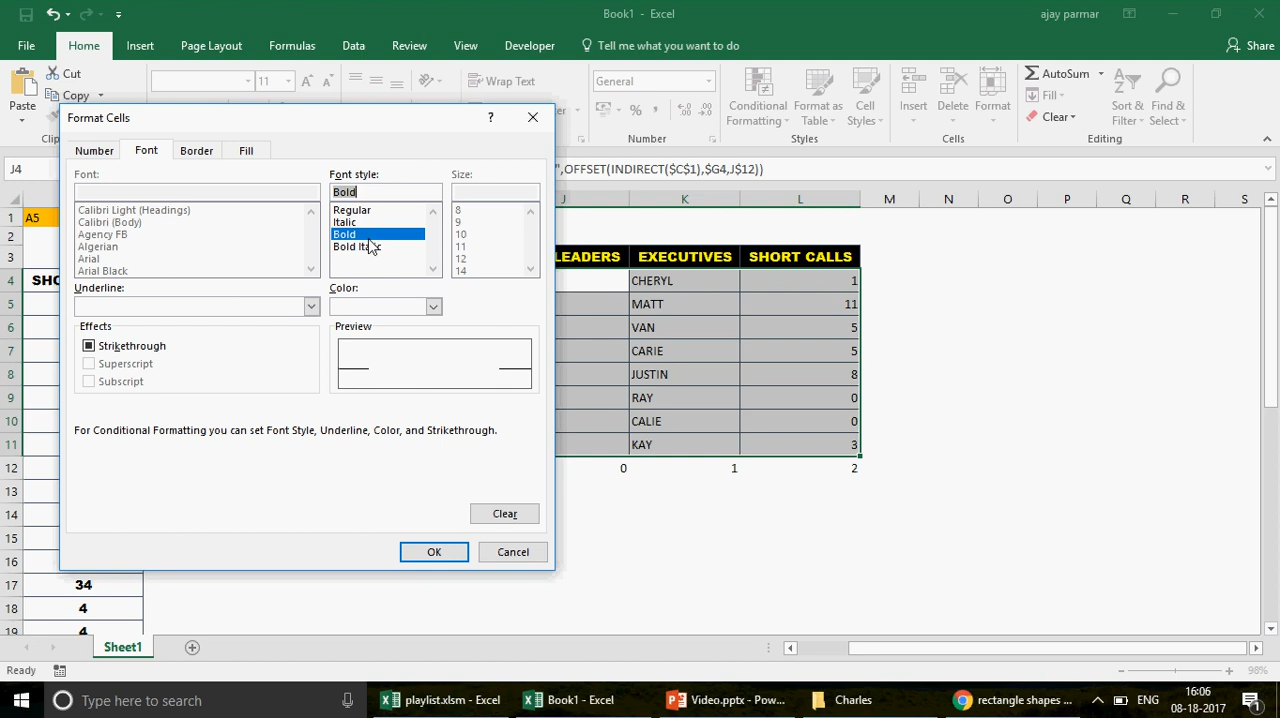 Book1 - Excel
ajay parmar
File
Home
Insert
Page Layout
Formulas
Data
Review
View
Developer
Tell me what you want to do
Share
Paste
Cut
Copy
11
Wrap Text
General
Conditional
Formatting
Format as
Table
Cell
Styles
Insert
Delete
Format
AutoSum
Fill
Clear
Sort &
Filter
Find &
Select
Number
Styles
Cells
Editing
J4
",OFFSET(INDIRECT($C$1),$G4,J$12))
J K L M N O P Q R S
1 A5
2
3 LEADERS EXECUTIVES SHORT CALLS
4 CHERYL 1
5 MATT 11
6 VAN 5
7 CARIE 5
8 JUSTIN 8
9 RAY 0
10 CALIE 0
11 KAY 3
12 0 1 2
13
14
15
16
17 34
18 4
19 4
Format Cells
?
Number
Font
Border
Fill
Font:
Font style:
Size:
Bold
Calibri Light (Headings)
Calibri (Body)
Agency FB
Algerian
Arial
Arial Black
Regular
Italic
Bold
Bold Italic
8
9
10
11
12
14
Underline:
Color:
Effects
Strikethrough
Superscript
Subscript
Preview
For Conditional Formatting you can set Font Style, Underline, Color, and Strikethrough.
Clear
OK
Cancel
Sheet1
Ready
98%
Type here to search
playlist.xlsm - Excel
Book1 - Excel
Video.pptx - Pow...
Charles
rectangle shapes ...
ENG
16:06
08-18-2017